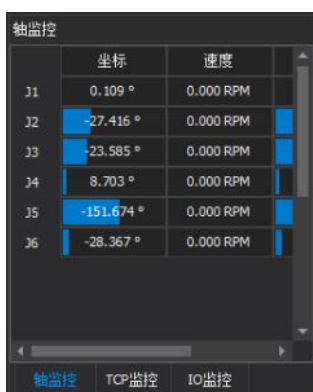 轴监控
坐标 速度
J1 0.109 ° 0.000 RPM
J2 -27.416 ° 0.000 RPM
J3 -23.585 ° 0.000 RPM
J4 8.703 ° 0.000 RPM
J5 -151.674 ° 0.000 RPM
J6 -28.367 ° 0.000 RPM
轴监控 TCP监控 IO监控